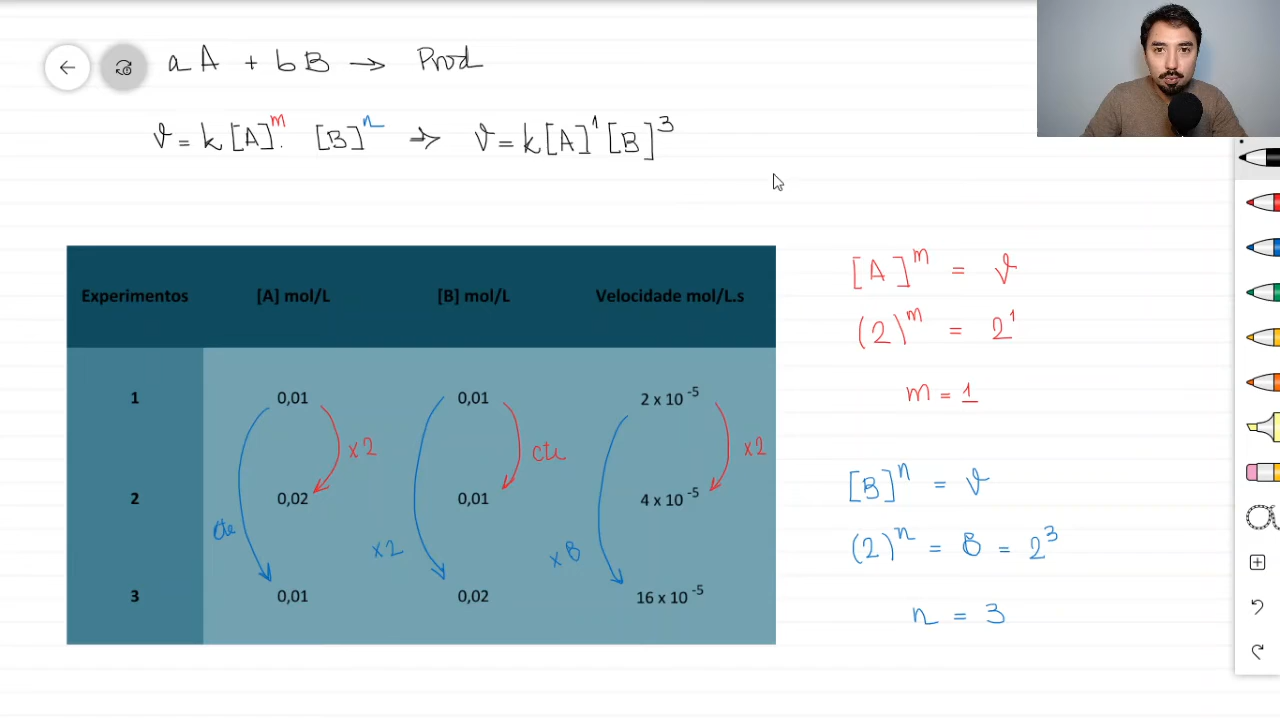 aA + bB → Prod
v = k [A]^m . [B]^n ⇒ v = k [A]^1 [B]^3
Experimentos [A] mol/L [B] mol/L Velocidade mol/L.s
1 0,01 0,01 2 x 10^-5
x2 cte x2
2 0,02 0,01 4 x 10^-5
cte x2 x8
3 0,01 0,02 16 x 10^-5
[A]^m = v
(2)^m = 2^1
m = 1
[B]^n = v
(2)^n = 8 = 2^3
n = 3